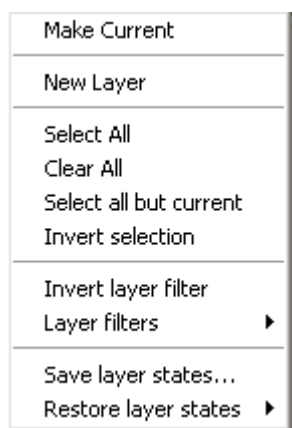 Make Current
New Layer
Select All
Clear All
Select all but current
Invert selection
Invert layer filter
Layer filters
Save layer states...
Restore layer states